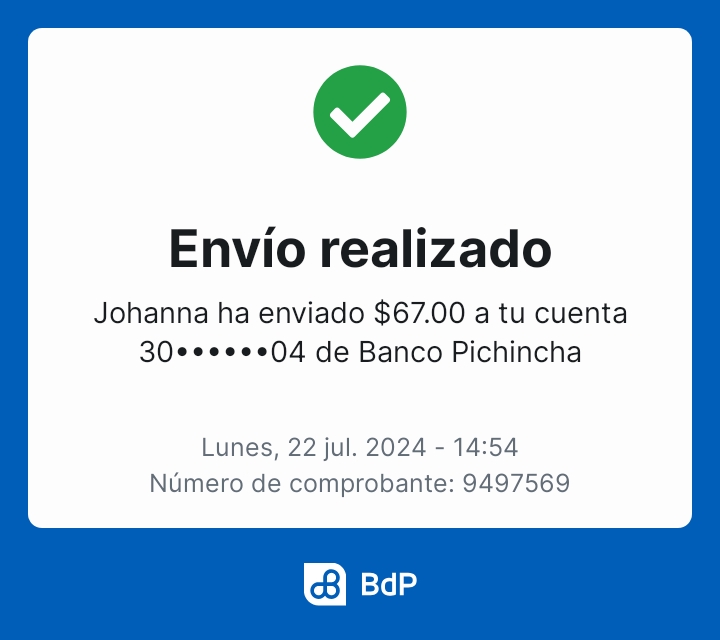 Envío realizado
Johanna ha enviado $67.00 a tu cuenta
30••••••04 de Banco Pichincha
Lunes, 22 jul. 2024 - 14:54
Número de comprobante: 9497569
BdP